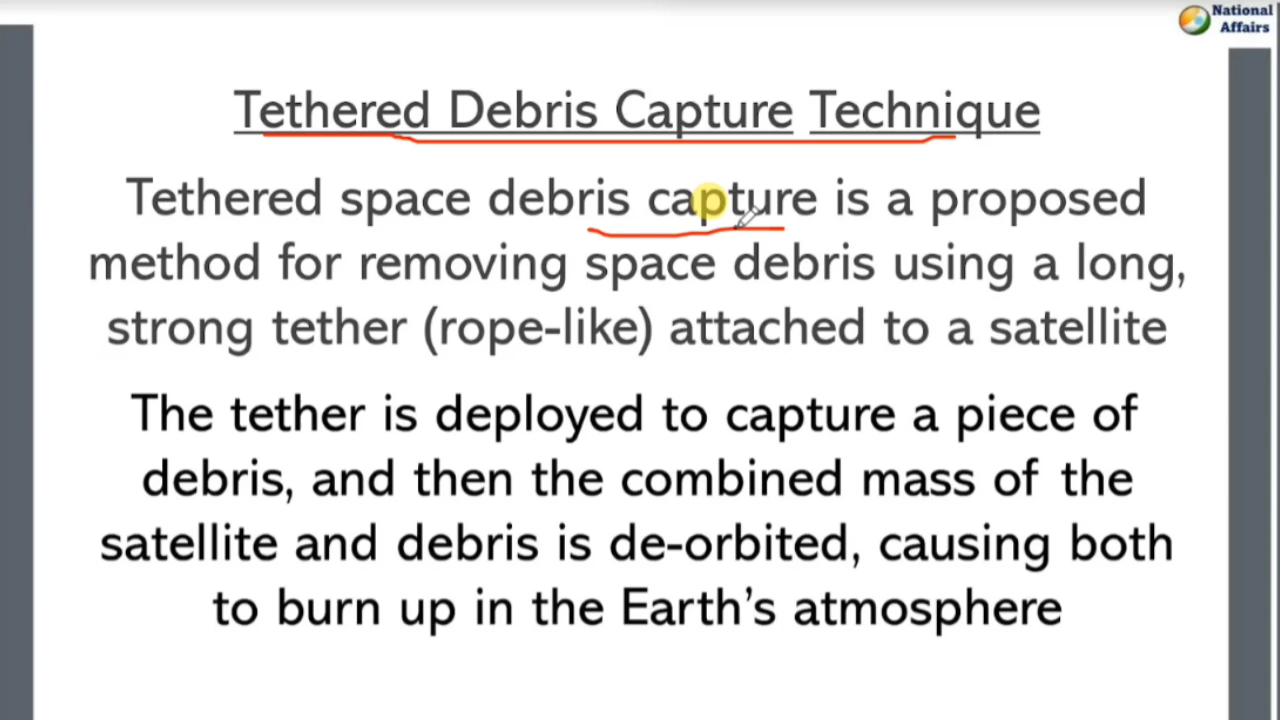 National
Affairs
Tethered Debris Capture Technique
Tethered space debris capture is a proposed
method for removing space debris using a long,
strong tether (rope-like) attached to a satellite
The tether is deployed to capture a piece of
debris, and then the combined mass of the
satellite and debris is de-orbited, causing both
to burn up in the Earth’s atmosphere